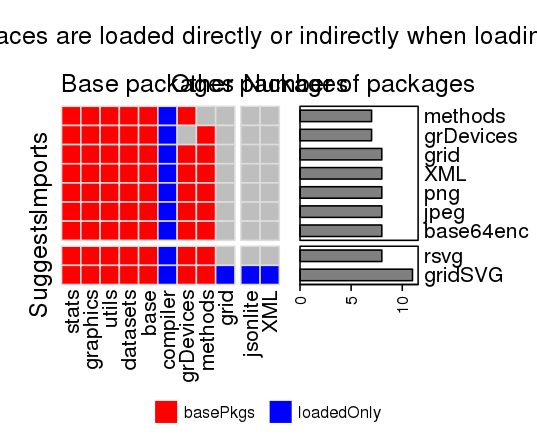 aces are loaded directly or indirectly when loadin
Base packages
Other packages
Number of packages
methods
grDevices
grid
XML
png
jpeg
base64enc
rsvg
gridSVG
Imports
Suggests
stats
graphics
utils
datasets
base
compiler
grDevices
methods
grid
jsonlite
XML
0
5
10
basePkgs
loadedOnly